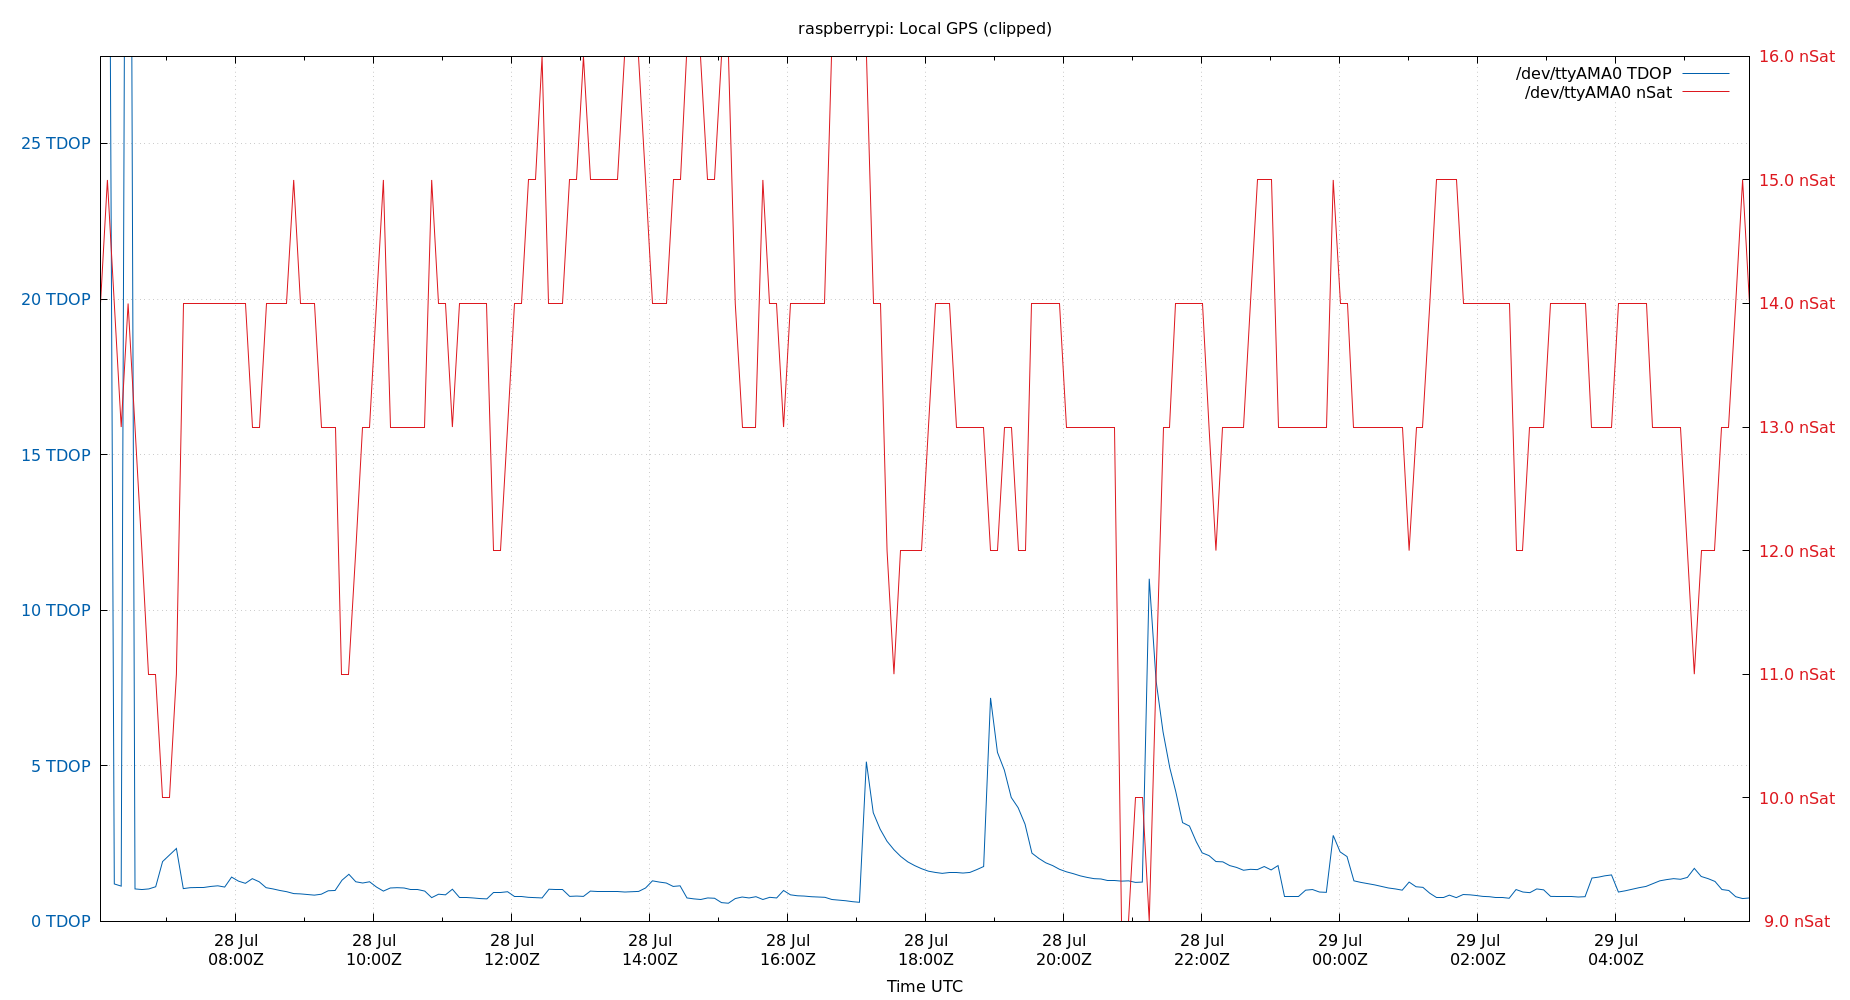 raspberrypi: Local GPS (clipped)
/dev/ttyAMA0 TDOP
/dev/ttyAMA0 nSat
25 TDOP
20 TDOP
15 TDOP
10 TDOP
5 TDOP
0 TDOP
16.0 nSat
15.0 nSat
14.0 nSat
13.0 nSat
12.0 nSat
11.0 nSat
10.0 nSat
9.0 nSat
28 Jul
08:00Z
28 Jul
10:00Z
28 Jul
12:00Z
28 Jul
14:00Z
28 Jul
16:00Z
28 Jul
18:00Z
28 Jul
20:00Z
28 Jul
22:00Z
29 Jul
00:00Z
29 Jul
02:00Z
29 Jul
04:00Z
Time UTC